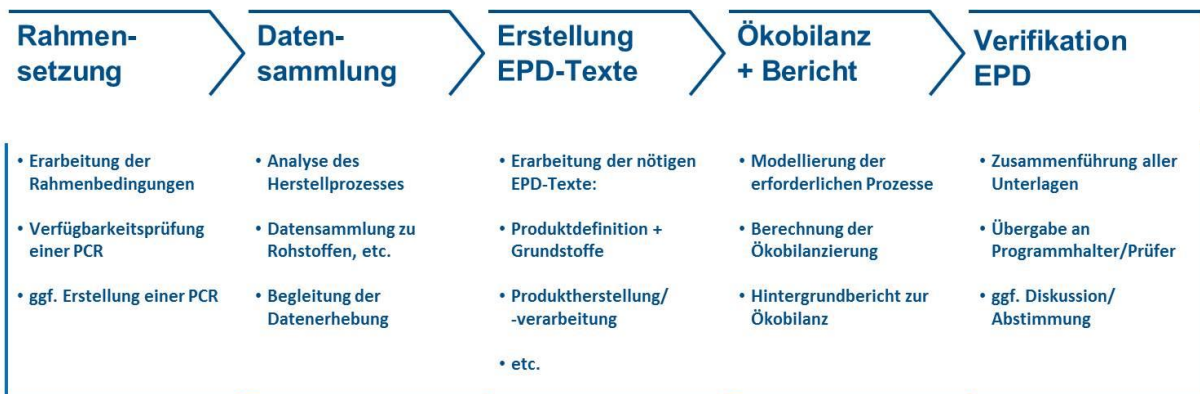 Rahmen-
setzung
Daten-
sammlung
Erstellung
EPD-Texte
Ökobilanz
+ Bericht
Verifikation
EPD
• Erarbeitung der
Rahmenbedingungen
• Verfügbarkeitsprüfung
einer PCR
• ggf. Erstellung einer PCR
• Analyse des
Herstellprozesses
• Datensammlung zu
Rohstoffen, etc.
• Begleitung der
Datenerhebung
• Erarbeitung der nötigen
EPD-Texte:
• Produktdefinition +
Grundstoffe
• Produktherstellung/
-verarbeitung
• etc.
• Modellierung der
erforderlichen Prozesse
• Berechnung der
Ökobilanzierung
• Hintergrundbericht zur
Ökobilanz
• Zusammenführung aller
Unterlagen
• Übergabe an
Programmhalter/Prüfer
• ggf. Diskussion/
Abstimmung